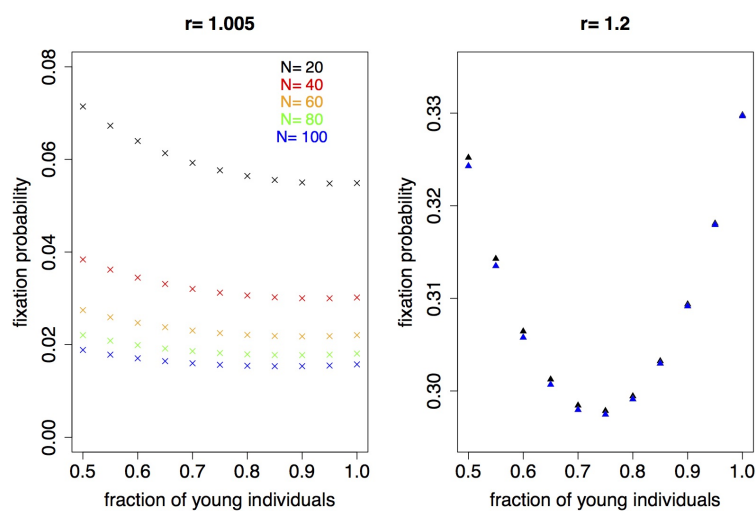 r= 1.005
0.08
0.06
0.04
0.02
0.00
fixation probability
N= 20
N= 40
N= 60
N= 80
N= 100
0.5 0.6 0.7 0.8 0.9 1.0
fraction of young individuals
r= 1.2
0.33
0.32
0.31
0.30
fixation probability
0.5 0.6 0.7 0.8 0.9 1.0
fraction of young individuals